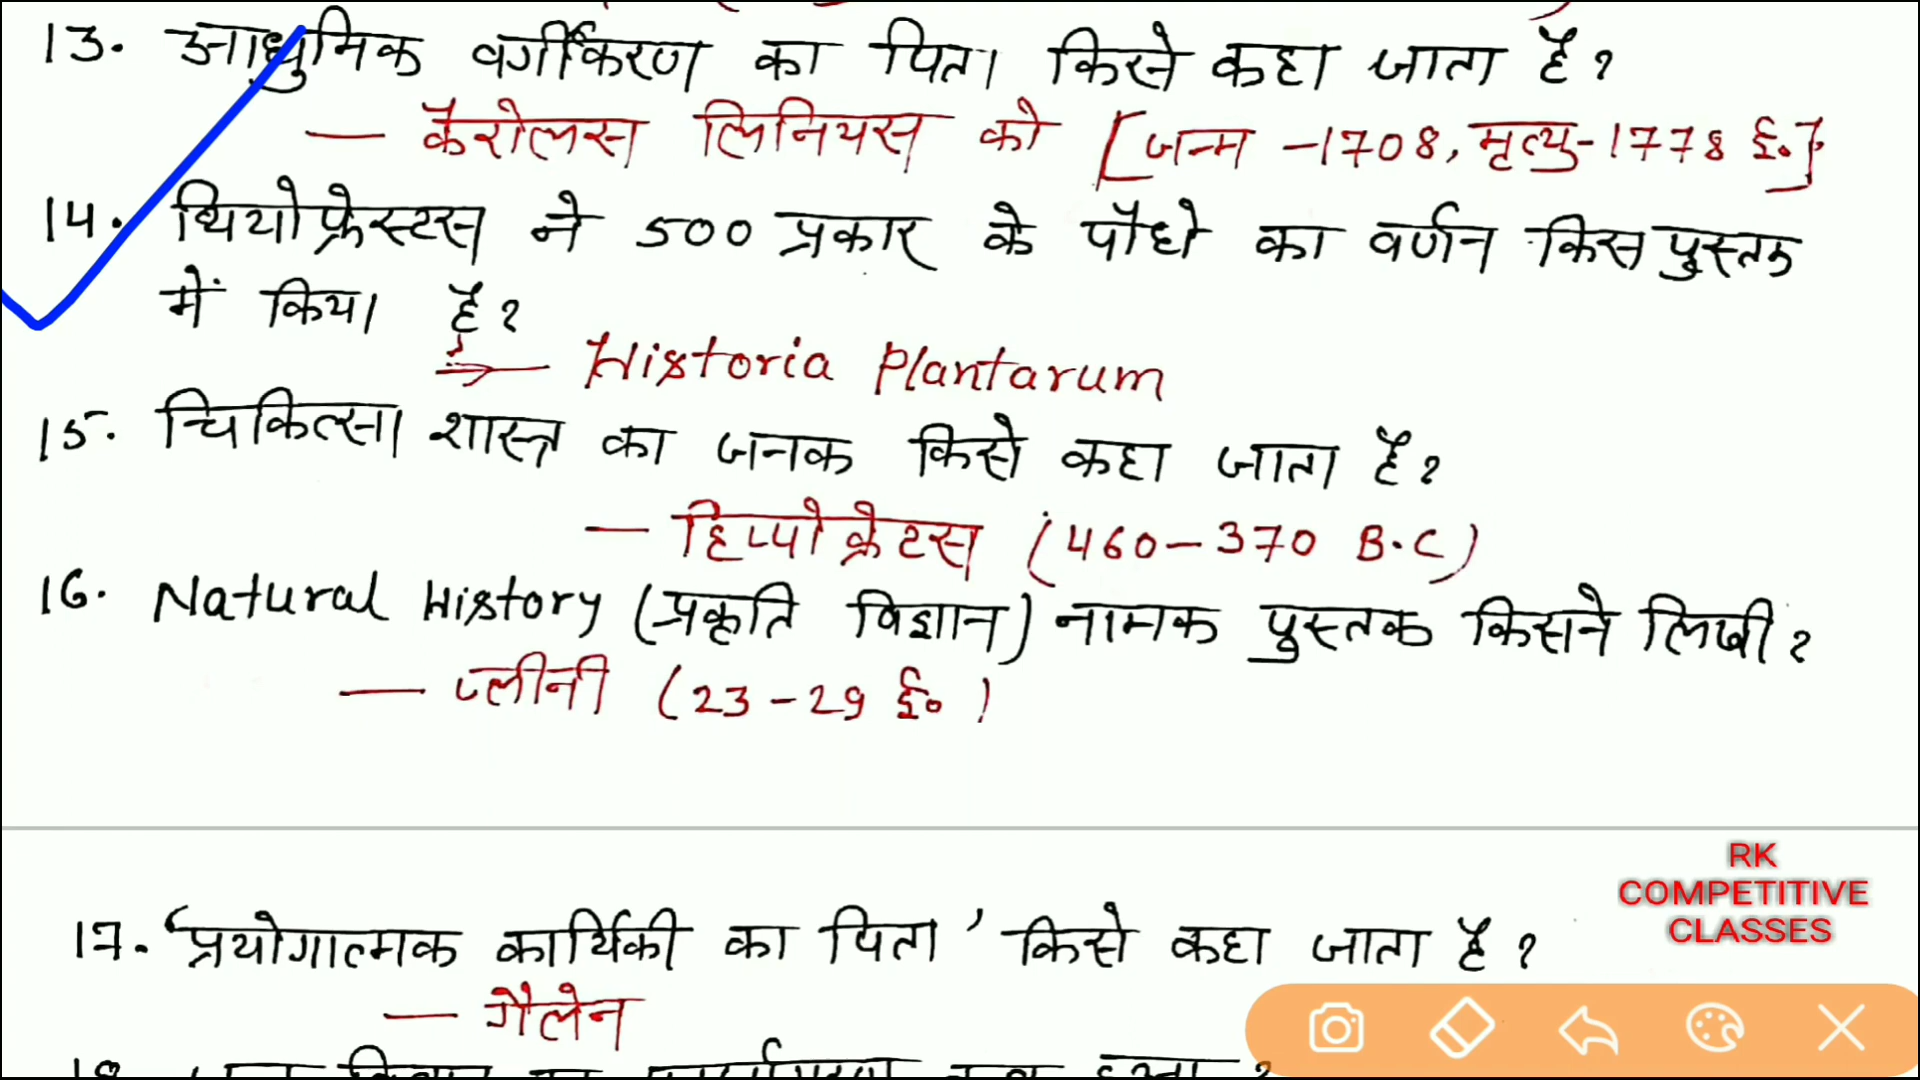 13. आधुनिक वर्गीकरण का पिता किसे कहा जाता है?
— कैरोलस लिनियस को [जन्म -1708, मृत्यु-1778 ई.]
14. थियोफ्रेस्टस ने 500 प्रकार के पौधो का वर्णन किस पुस्तक
में किया है?
— Historia Plantarum
15. चिकित्सा शास्त्र का जनक किसे कहा जाता है?
— हिप्पोक्रेटस (460-370 B.C)
16. Natural History (प्रकृति विज्ञान) नामक पुस्तक किसने लिखी?
— प्लीनी (23-29 ई०)
RK
COMPETITIVE
CLASSES
17. 'प्रयोगात्मक कार्यिकी का पिता' किसे कहा जाता है?
— गैलेन